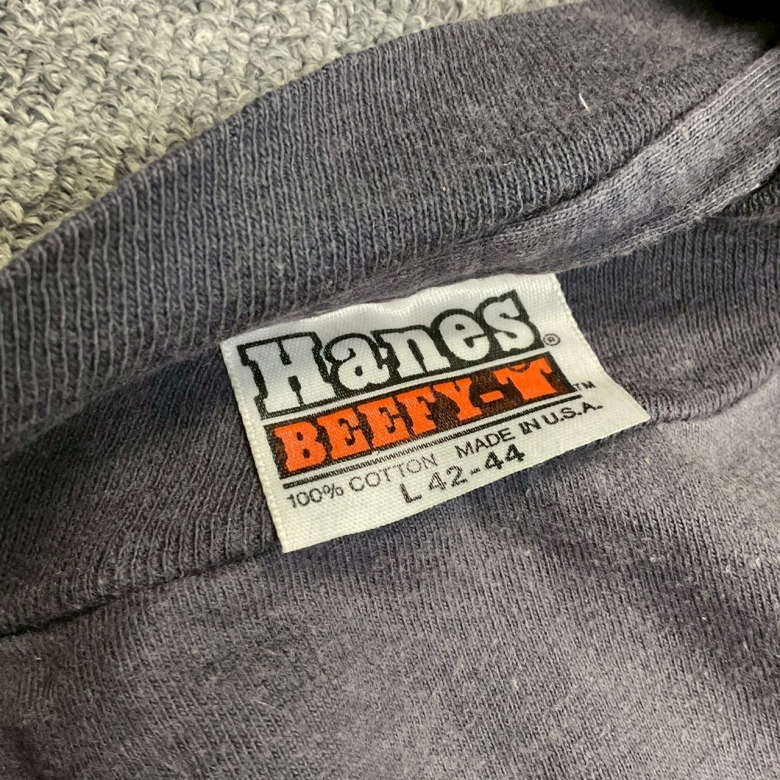 Hanes®
BEEFY-T™
100% COTTON MADE IN U.S.A.
L 42-44